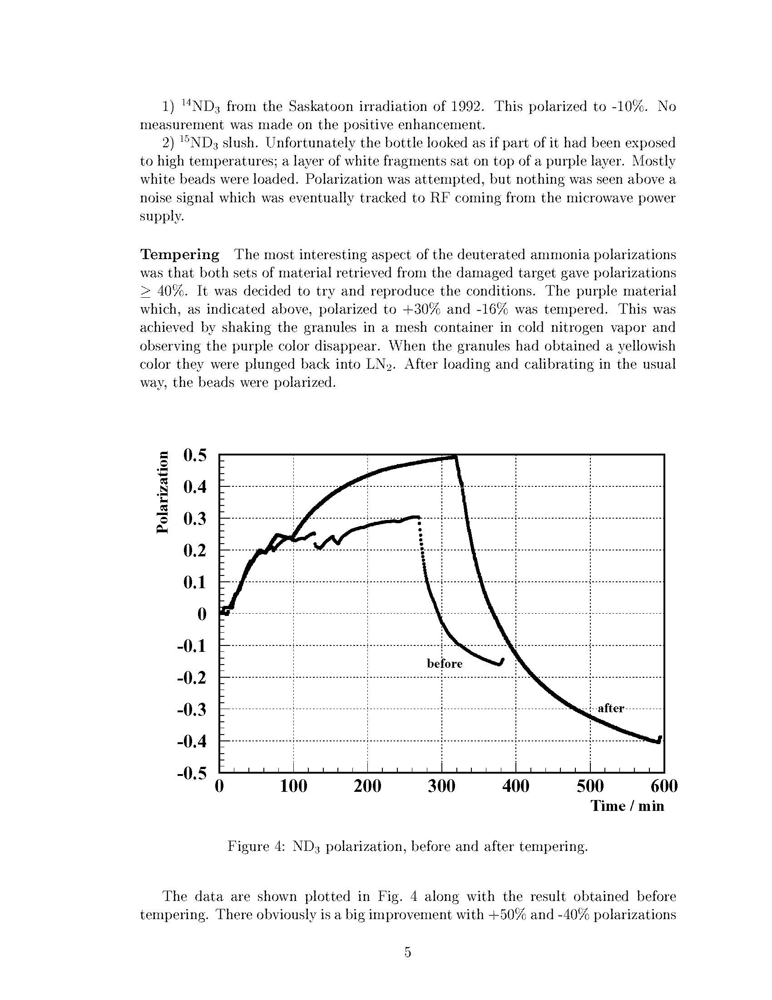 1) ¹⁴ND₃ from the Saskatoon irradiation of 1992. This polarized to -10%. No
measurement was made on the positive enhancement.
2) ¹⁵ND₃ slush. Unfortunately the bottle looked as if part of it had been exposed
to high temperatures; a layer of white fragments sat on top of a purple layer. Mostly
white beads were loaded. Polarization was attempted, but nothing was seen above a
noise signal which was eventually tracked to RF coming from the microwave power
supply.
Tempering The most interesting aspect of the deuterated ammonia polarizations
was that both sets of material retrieved from the damaged target gave polarizations
≥ 40%. It was decided to try and reproduce the conditions. The purple material
which, as indicated above, polarized to +30% and -16% was tempered. This was
achieved by shaking the granules in a mesh container in cold nitrogen vapor and
observing the purple color disappear. When the granules had obtained a yellowish
color they were plunged back into LN₂. After loading and calibrating in the usual
way, the beads were polarized.
Polarization
0.5
0.4
0.3
0.2
0.1
0
-0.1
before
-0.2
-0.3
after
-0.4
-0.5
0 100 200 300 400 500 600
Time / min
Figure 4: ND₃ polarization, before and after tempering.
The data are shown plotted in Fig. 4 along with the result obtained before
tempering. There obviously is a big improvement with +50% and -40% polarizations
5